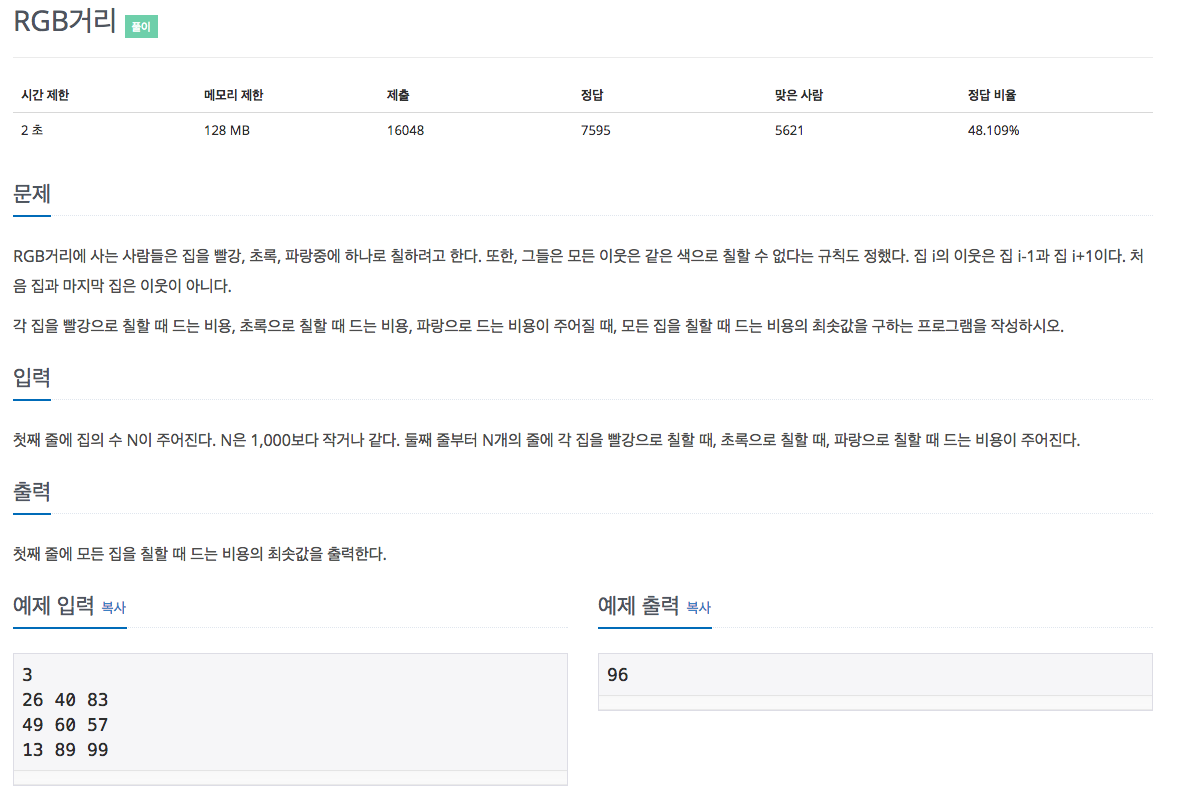 RGB거리 풀이
시간 제한 메모리 제한 제출 정답 맞은 사람 정답 비율
2 초 128 MB 16048 7595 5621 48.109%
문제
RGB거리에 사는 사람들은 집을 빨강, 초록, 파랑중에 하나로 칠하려고 한다. 또한, 그들은 모든 이웃은 같은 색으로 칠할 수 없다는 규칙도 정했다. 집 i의 이웃은 집 i-1과 집 i+1이다. 처
음 집과 마지막 집은 이웃이 아니다.
각 집을 빨강으로 칠할 때 드는 비용, 초록으로 칠할 때 드는 비용, 파랑으로 드는 비용이 주어질 때, 모든 집을 칠할 때 드는 비용의 최솟값을 구하는 프로그램을 작성하시오.
입력
첫째 줄에 집의 수 N이 주어진다. N은 1,000보다 작거나 같다. 둘째 줄부터 N개의 줄에 각 집을 빨강으로 칠할 때, 초록으로 칠할 때, 파랑으로 칠할 때 드는 비용이 주어진다.
출력
첫째 줄에 모든 집을 칠할 때 드는 비용의 최솟값을 출력한다.
예제 입력 복사
3
26 40 83
49 60 57
13 89 99
예제 출력 복사
96